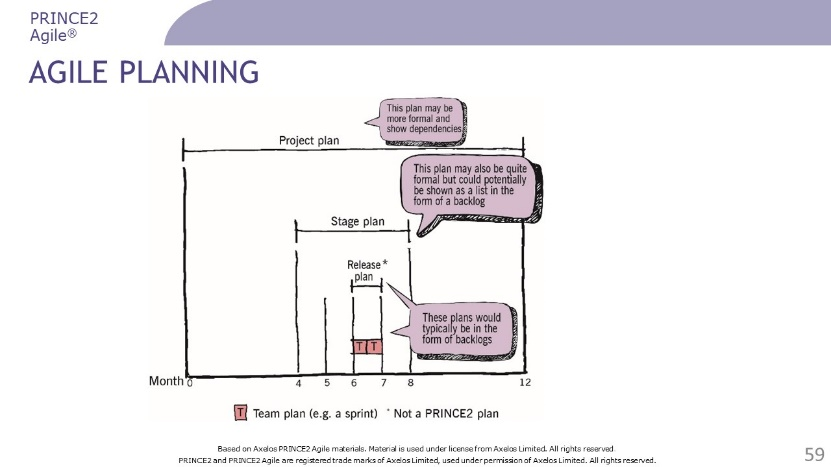 PRINCE2
Agile®
AGILE PLANNING
This plan may be
more formal and
show dependencies
Project plan
This plan may also be quite
formal but could potentially
be shown as a list in the
form of a backlog
Stage plan
Release*
plan
These plans would
typically be in the
form of backlogs
T T
Month 0 4 5 6 7 8 12
T Team plan (e.g. a sprint) * Not a PRINCE2 plan
Based on Axelos PRINCE2 Agile materials. Material is used under license from Axelos Limited. All rights reserved.
PRINCE2 and PRINCE2 Agile are registered trade marks of Axelos Limited, used under permission of Axelos Limited. All rights reserved.
59